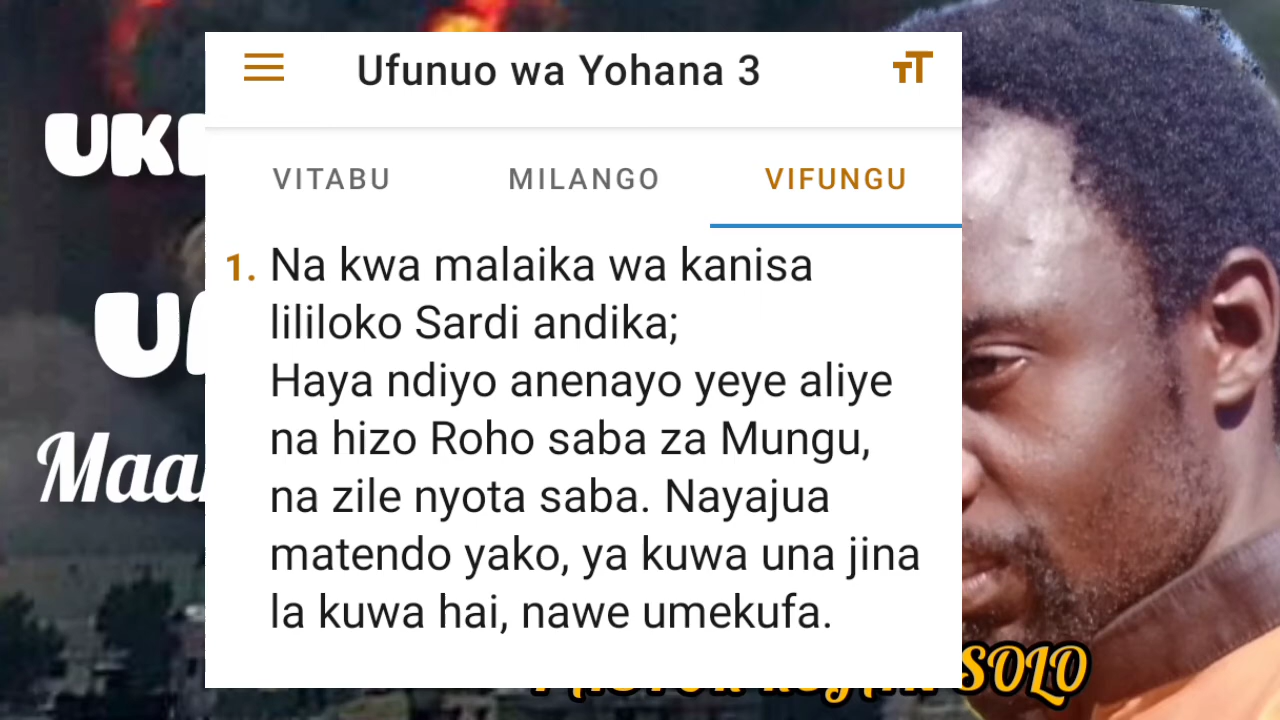 Ufunuo wa Yohana 3
VITABU MILANGO VIFUNGU
1. Na kwa malaika wa kanisa
lililoko Sardi andika;
Haya ndiyo anenayo yeye aliye
na hizo Roho saba za Mungu,
na zile nyota saba. Nayajua
matendo yako, ya kuwa una jina
la kuwa hai, nawe umekufa.
SOLO